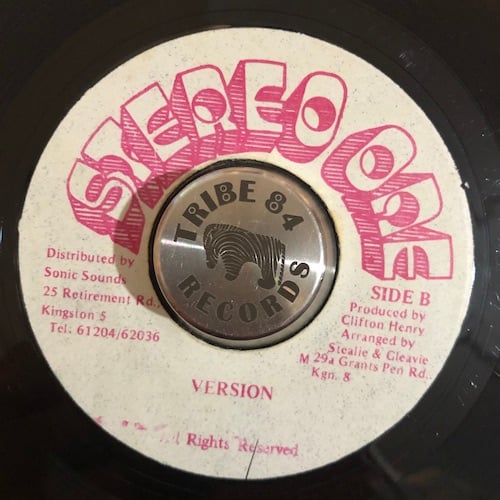 STEREO ONE
TRIBE 84
RECORDS
Distributed by
Sonic Sounds
25 Retirement Rd.,
Kingston 5
Tel: 61204/62036
SIDE B
Produced by
Clifton Henry
Arranged by
Stealie & Cleavie
M 29a Grants Pen Rd.,
Kgn. 8
VERSION
All Rights Reserved